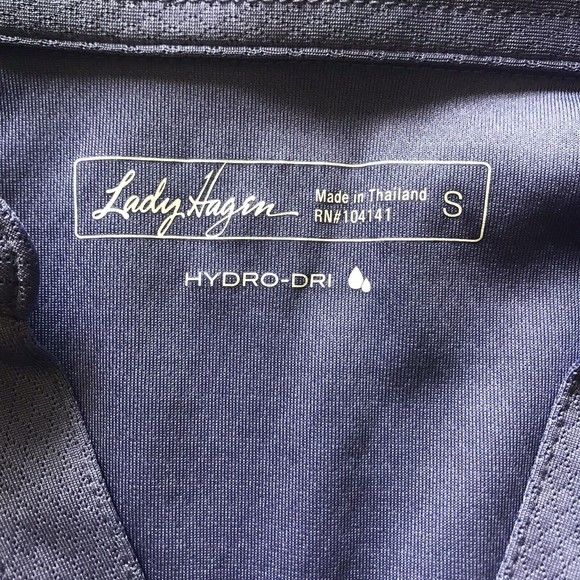 Lady Hagen
Made in Thailand
RN#104141
S
HYDRO-DRI